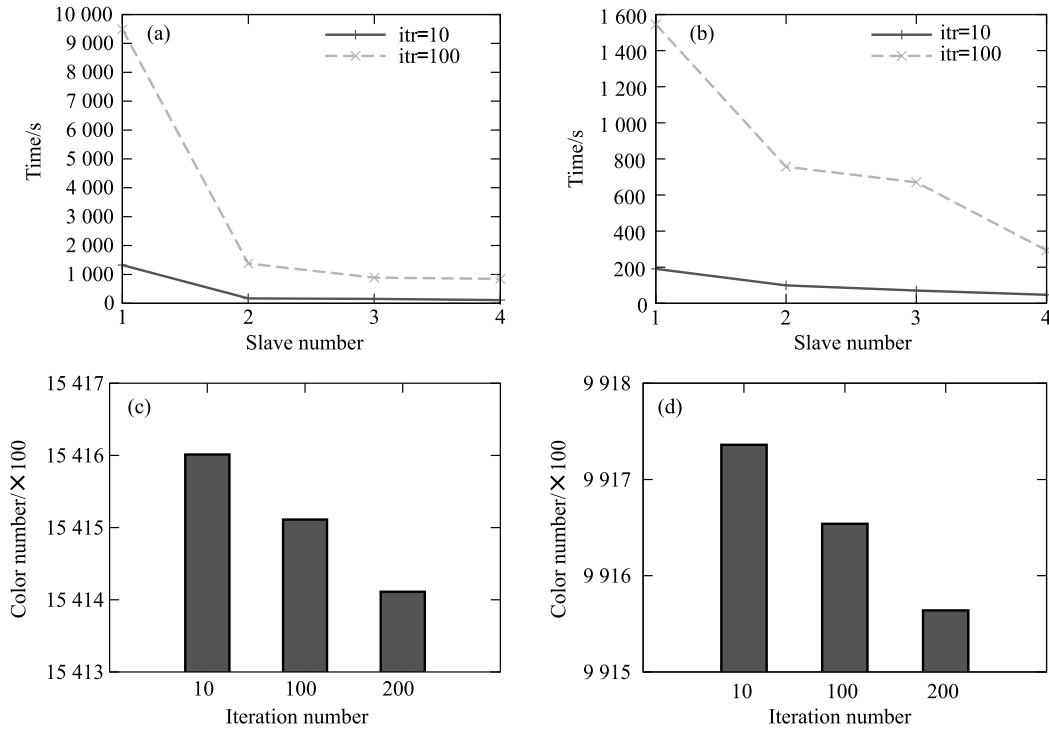 (a)
itr=10
itr=100
10 000
9 000
8 000
7 000
6 000
5 000
4 000
3 000
2 000
1 000
0
Time/s
1 2 3 4
Slave number
(b)
itr=10
itr=100
1 600
1 400
1 200
1 000
800
600
400
200
0
Time/s
1 2 3 4
Slave number
(c)
15 417
15 416
15 415
15 414
15 413
Color number/×100
10 100 200
Iteration number
(d)
9 918
9 917
9 916
9 915
Color number/×100
10 100 200
Iteration number